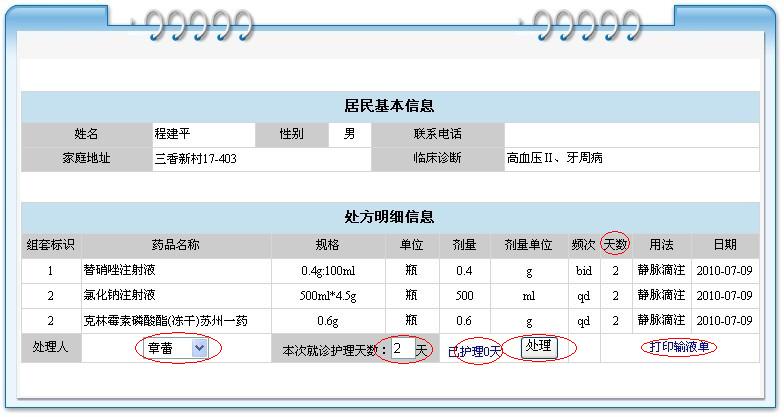 居民基本信息
姓名 程建平 性别 男 联系电话
家庭地址 三香新村17-403 临床诊断 高血压Ⅱ、牙周病
处方明细信息
组套标识 药品名称 规格 单位 剂量 剂量单位 频次 天数 用法 日期
1 替硝唑注射液 0.4g:100ml 瓶 0.4 g bid 2 静脉滴注 2010-07-09
2 氯化钠注射液 500ml*4.5g 瓶 500 ml qd 2 静脉滴注 2010-07-09
2 克林霉素磷酸酯(冻干)苏州一药 0.6g 瓶 0.6 g qd 2 静脉滴注 2010-07-09
处理人 章蕾 本次就诊护理天数：2 天 已护理0天 处理 打印输液单